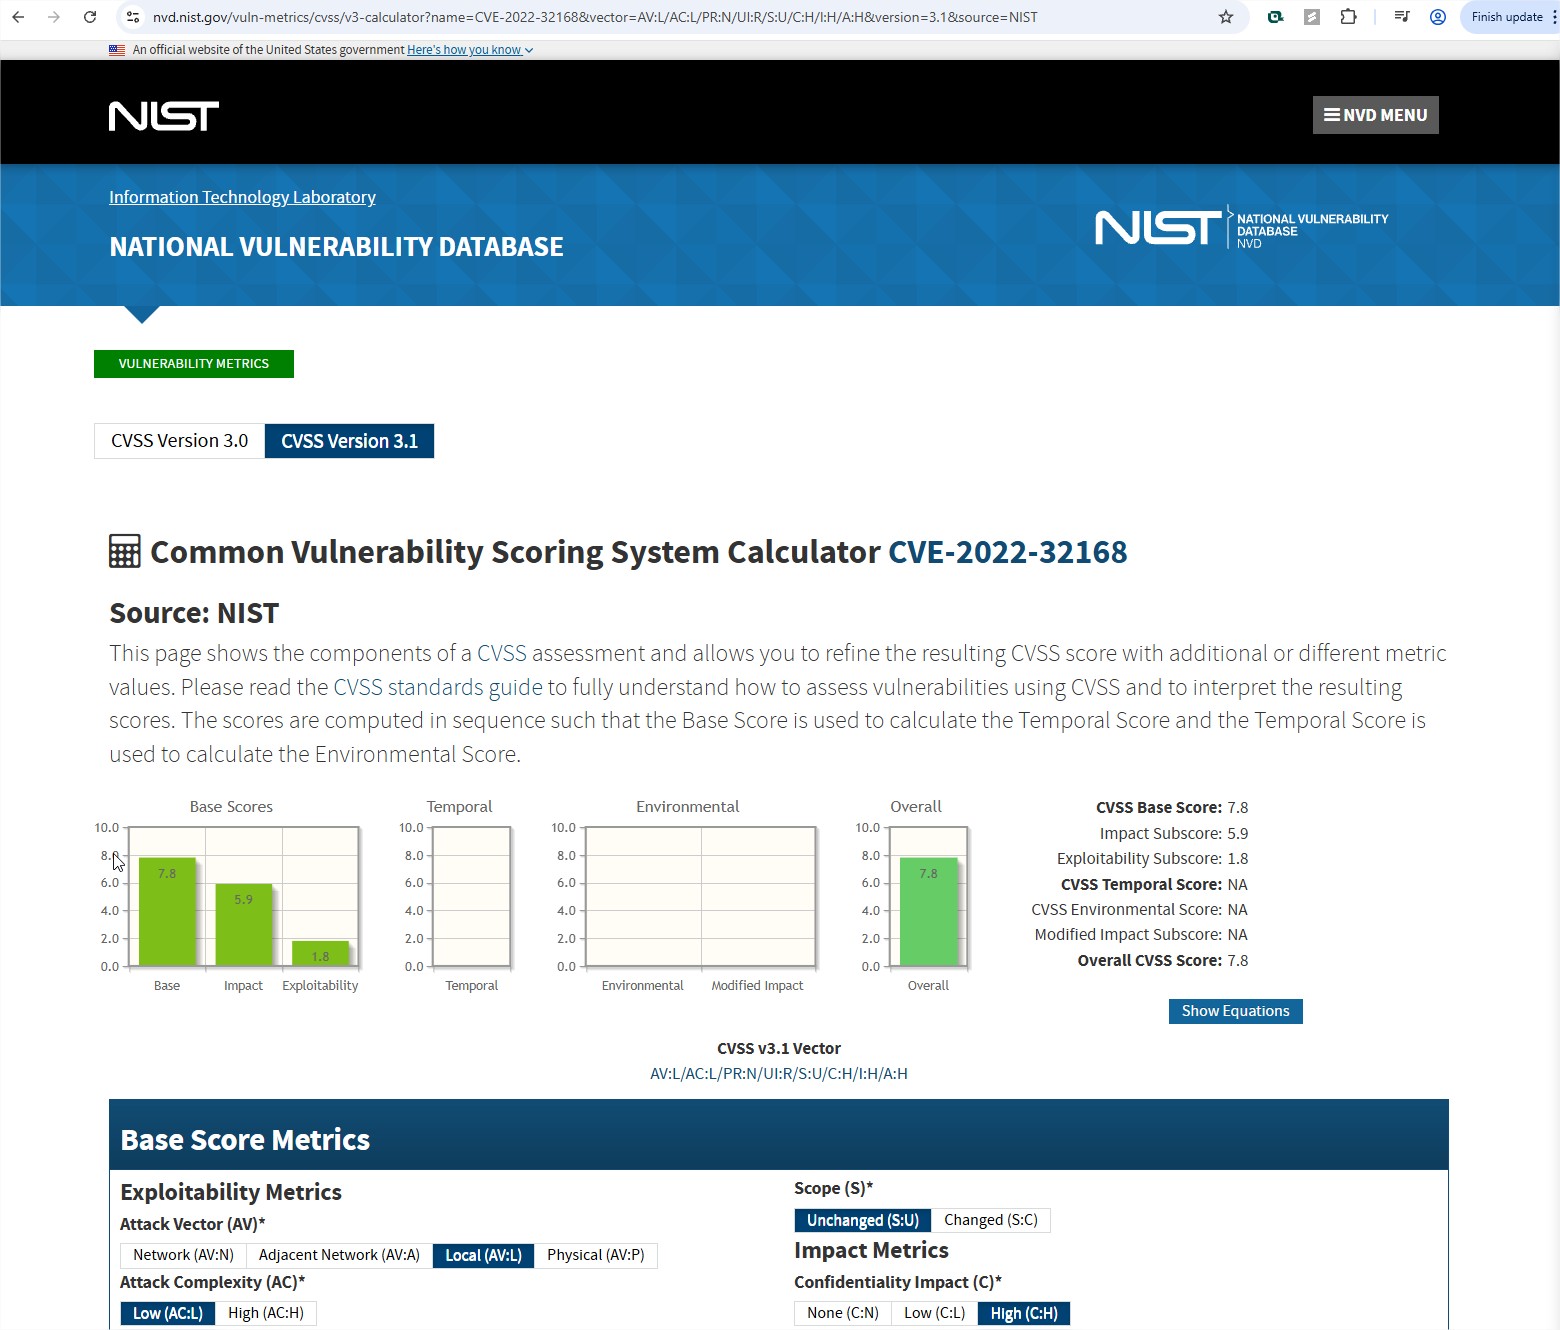 nvd.nist.gov/vuln-metrics/cvss/v3-calculator?name=CVE-2022-32168&vector=AV:L/AC:L/PR:N/UI:R/S:U/C:H/I:H/A:H&version=3.1&source=NIST
Finish update
An official website of the United States government Here's how you know
NIST
NVD MENU
Information Technology Laboratory
NATIONAL VULNERABILITY DATABASE
NIST
NATIONAL VULNERABILITY
DATABASE
NVD
VULNERABILITY METRICS
CVSS Version 3.0
CVSS Version 3.1
Common Vulnerability Scoring System Calculator CVE-2022-32168
Source: NIST
This page shows the components of a CVSS assessment and allows you to refine the resulting CVSS score with additional or different metric
values. Please read the CVSS standards guide to fully understand how to assess vulnerabilities using CVSS and to interpret the resulting
scores. The scores are computed in sequence such that the Base Score is used to calculate the Temporal Score and the Temporal Score is
used to calculate the Environmental Score.
Base Scores
10.0
8.0
6.0
4.0
2.0
0.0
7.8
5.9
1.8
Base Impact Exploitability
Temporal
10.0
8.0
6.0
4.0
2.0
0.0
Temporal
Environmental
10.0
8.0
6.0
4.0
2.0
0.0
Environmental Modified Impact
Overall
10.0
8.0
6.0
4.0
2.0
0.0
7.8
Overall
CVSS Base Score: 7.8
Impact Subscore: 5.9
Exploitability Subscore: 1.8
CVSS Temporal Score: NA
CVSS Environmental Score: NA
Modified Impact Subscore: NA
Overall CVSS Score: 7.8
Show Equations
CVSS v3.1 Vector
AV:L/AC:L/PR:N/UI:R/S:U/C:H/I:H/A:H
Base Score Metrics
Exploitability Metrics
Attack Vector (AV)*
Network (AV:N) Adjacent Network (AV:A) Local (AV:L) Physical (AV:P)
Attack Complexity (AC)*
Low (AC:L) High (AC:H)
Scope (S)*
Unchanged (S:U) Changed (S:C)
Impact Metrics
Confidentiality Impact (C)*
None (C:N) Low (C:L) High (C:H)